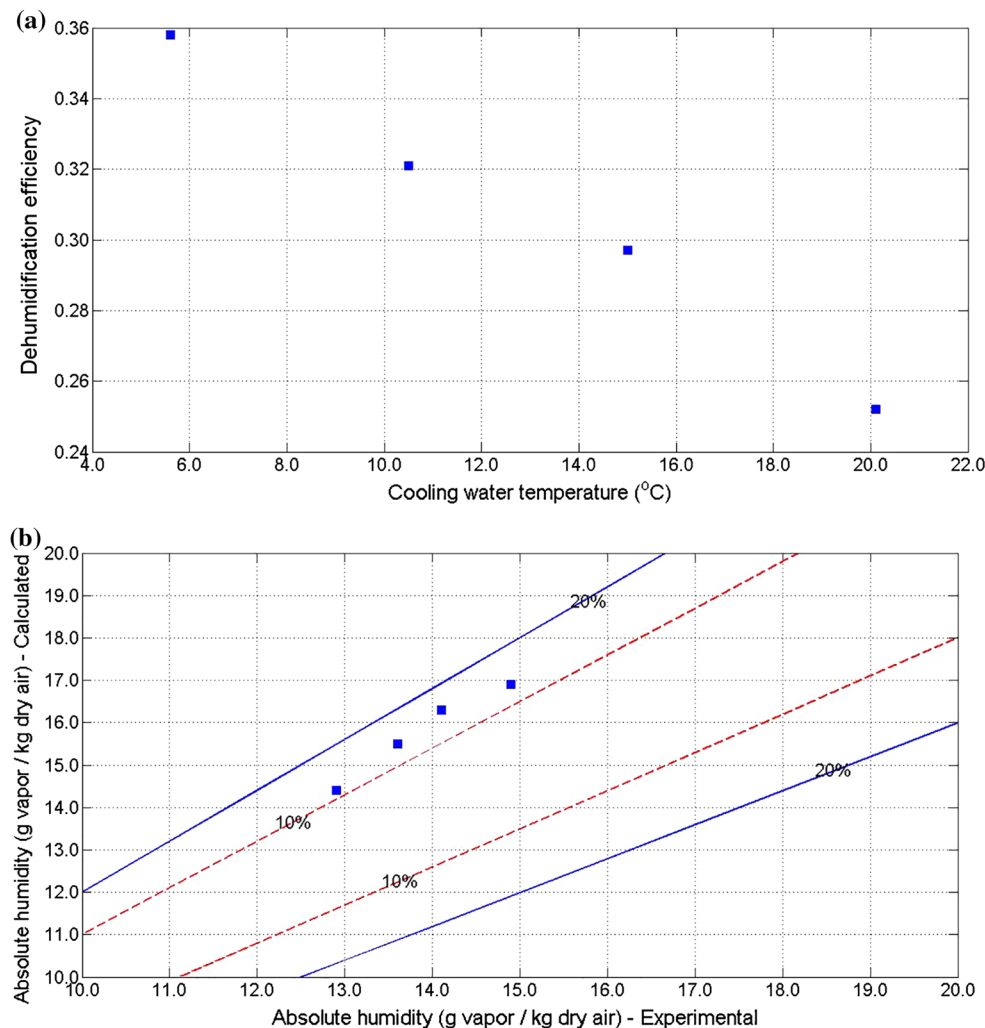 (a)
0.36
0.34
0.32
0.30
0.28
0.26
0.24
Dehumidification efficiency
4.0 6.0 8.0 10.0 12.0 14.0 16.0 18.0 20.0 22.0
Cooling water temperature (°C)
(b)
20.0
19.0
18.0
17.0
16.0
15.0
14.0
13.0
12.0
11.0
10.0
Absolute humidity (g vapor / kg dry air) - Calculated
20%
20%
10%
10%
10.0 11.0 12.0 13.0 14.0 15.0 16.0 17.0 18.0 19.0 20.0
Absolute humidity (g vapor / kg dry air) - Experimental